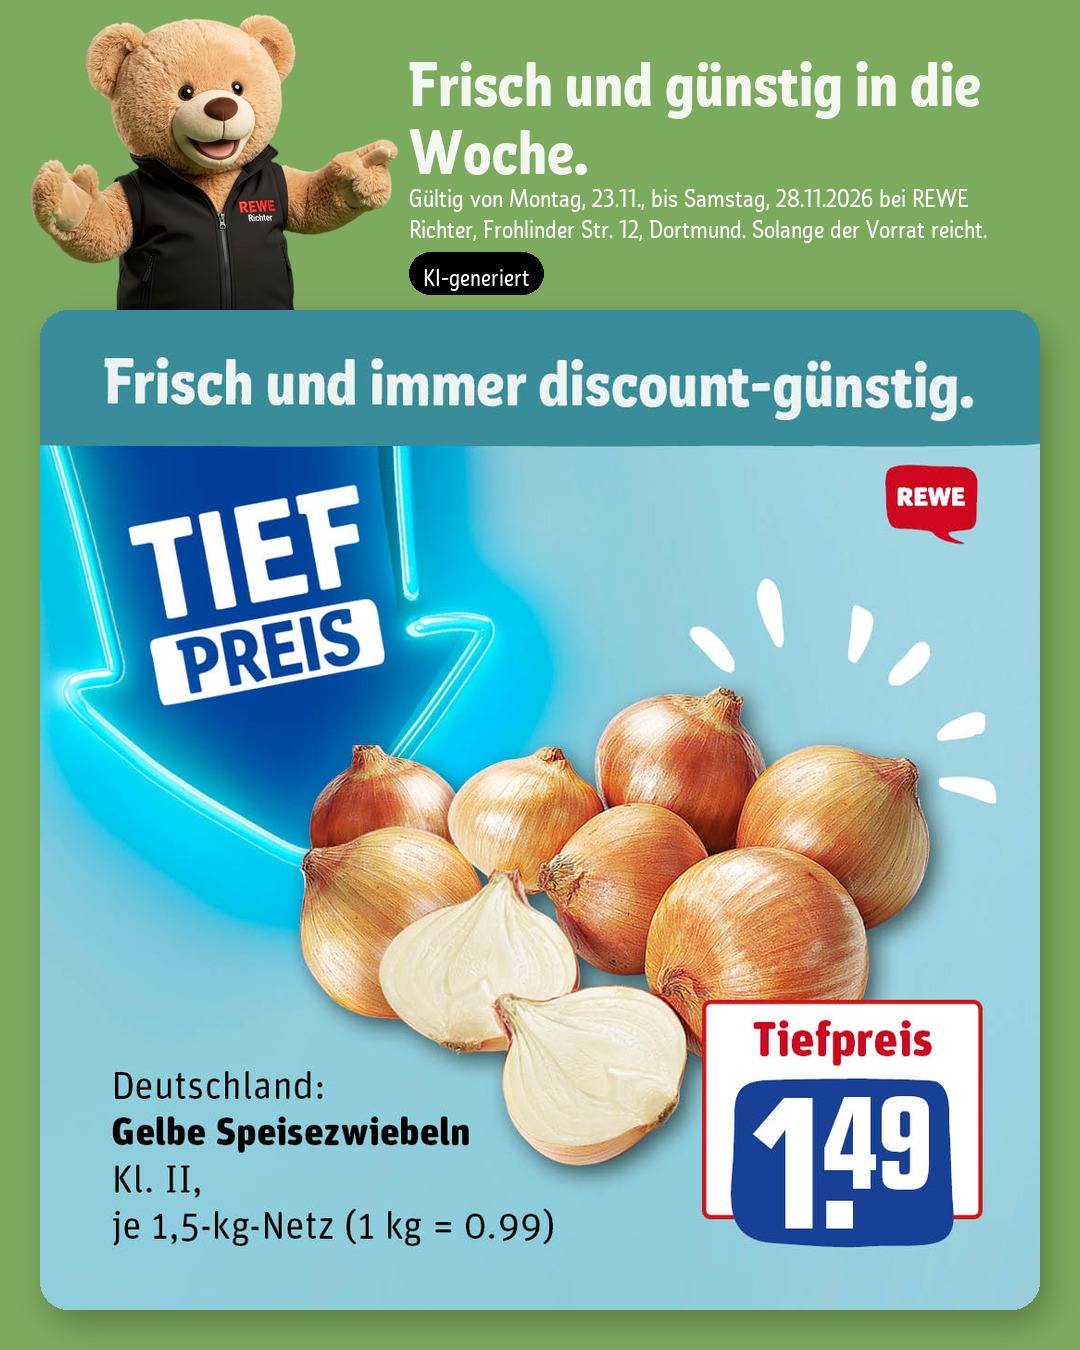 Frisch und günstig in die
Woche.
Gültig von Montag, 23.11., bis Samstag, 28.11.2026 bei REWE
Richter, Frohlinder Str. 12, Dortmund. Solange der Vorrat reicht.
KI-generiert
REWE
Richter
Frisch und immer discount-günstig.
TIEF
PREIS
REWE
Deutschland:
Gelbe Speisezwiebeln
Kl. II,
je 1,5-kg-Netz (1 kg = 0.99)
Tiefpreis
1.49